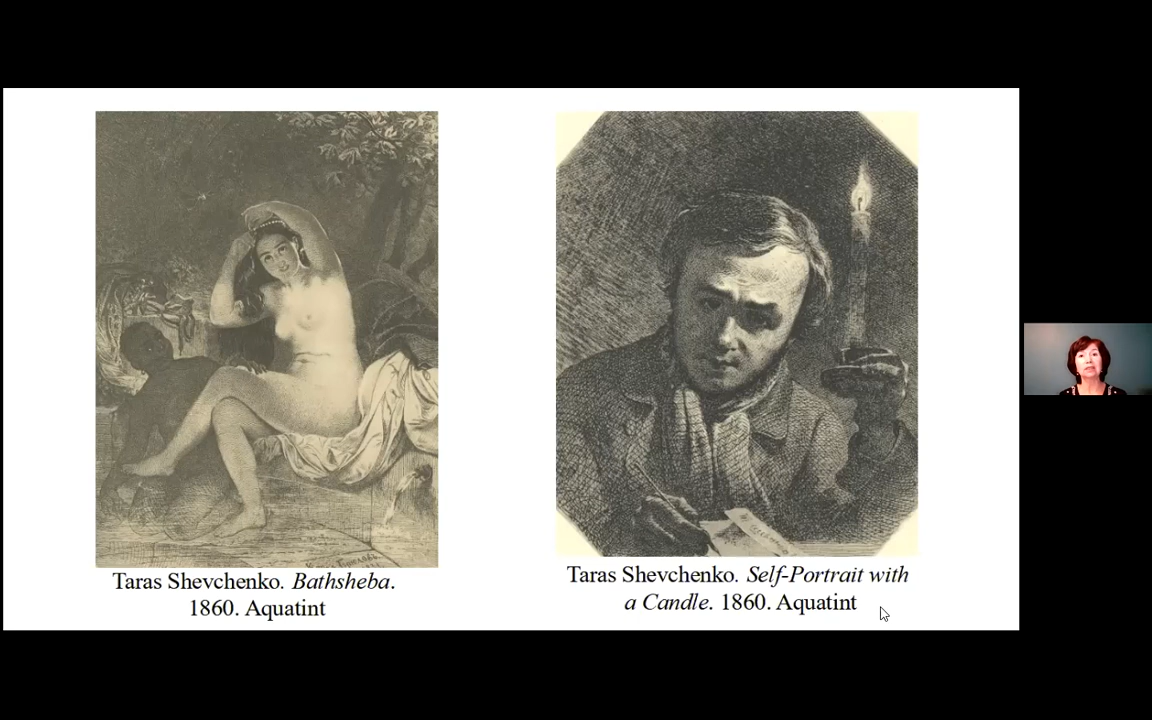 Taras Shevchenko. Bathsheba.
1860. Aquatint
Taras Shevchenko. Self-Portrait with
a Candle. 1860. Aquatint